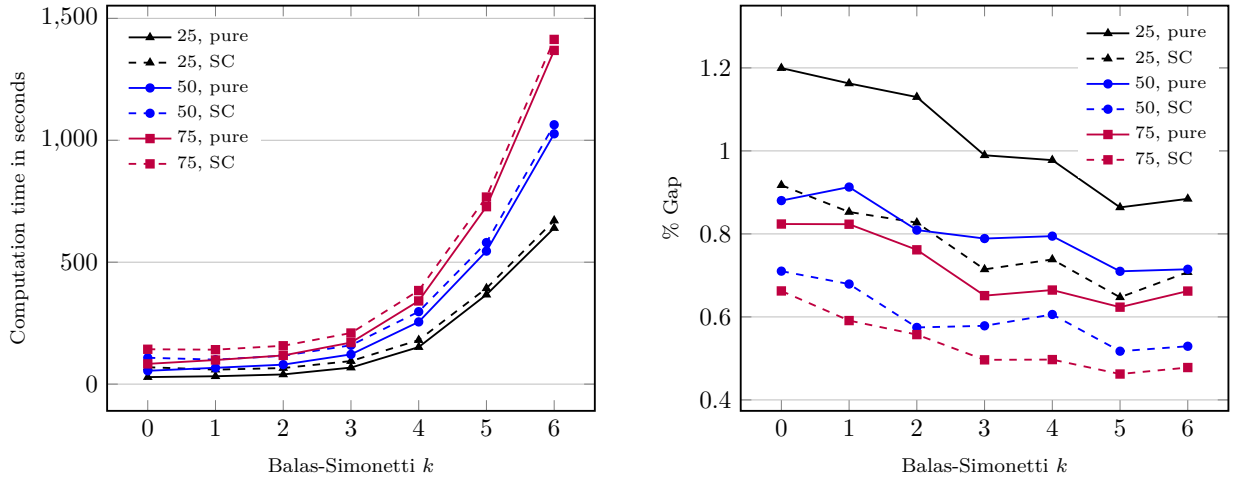 Computation time in seconds
1,500
1,000
500
0
25, pure
25, SC
50, pure
50, SC
75, pure
75, SC
0 1 2 3 4 5 6
Balas-Simonetti k
% Gap
1.2
1
0.8
0.6
0.4
25, pure
25, SC
50, pure
50, SC
75, pure
75, SC
0 1 2 3 4 5 6
Balas-Simonetti k